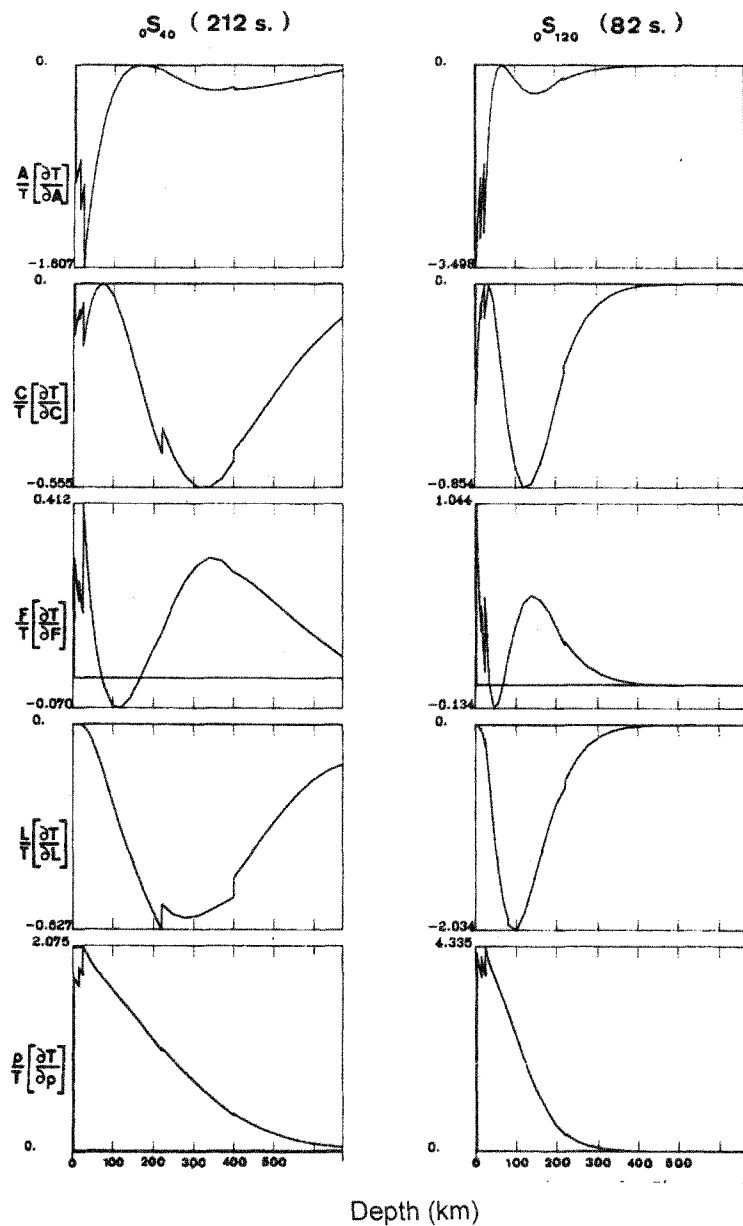 ₀S₄₀ (212 s.) ₀S₁₂₀ (82 s.)
0. 0.
A/T [∂T/∂A]
-1.607 -3.498
0. 0.
C/T [∂T/∂C]
-0.555 -0.854
0.412 1.044
F/T [∂T/∂F]
-0.070 -0.134
0. 0.
L/T [∂T/∂L]
-0.627 -2.034
2.075 4.335
ρ/T [∂T/∂ρ]
0. 0.
0 100 200 300 400 500 0 100 200 300 400 500
Depth (km)